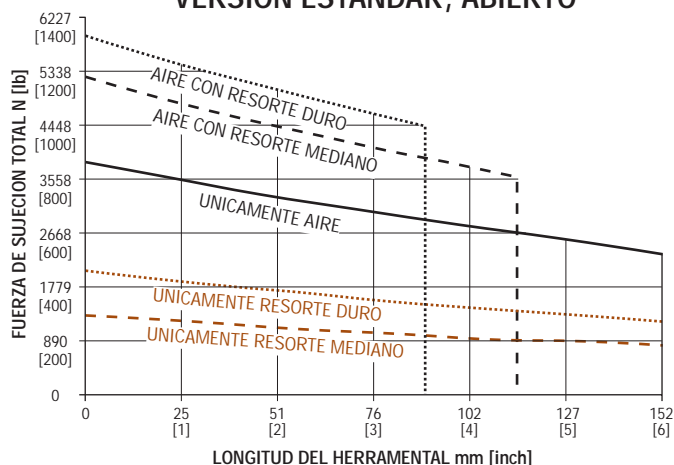 VERSION ESTANDAR, ABIERTO
FUERZA DE SUJECION TOTAL N [lb]
6227
[1400]
5338
[1200]
4448
[1000]
3558
[800]
2668
[600]
1779
[400]
890
[200]
0
AIRE CON RESORTE DURO
AIRE CON RESORTE MEDIANO
UNICAMENTE AIRE
UNICAMENTE RESORTE DURO
UNICAMENTE RESORTE MEDIANO
0 25 51 76 102 127 152
[1] [2] [3] [4] [5] [6]
LONGITUD DEL HERRAMENTAL mm [inch]